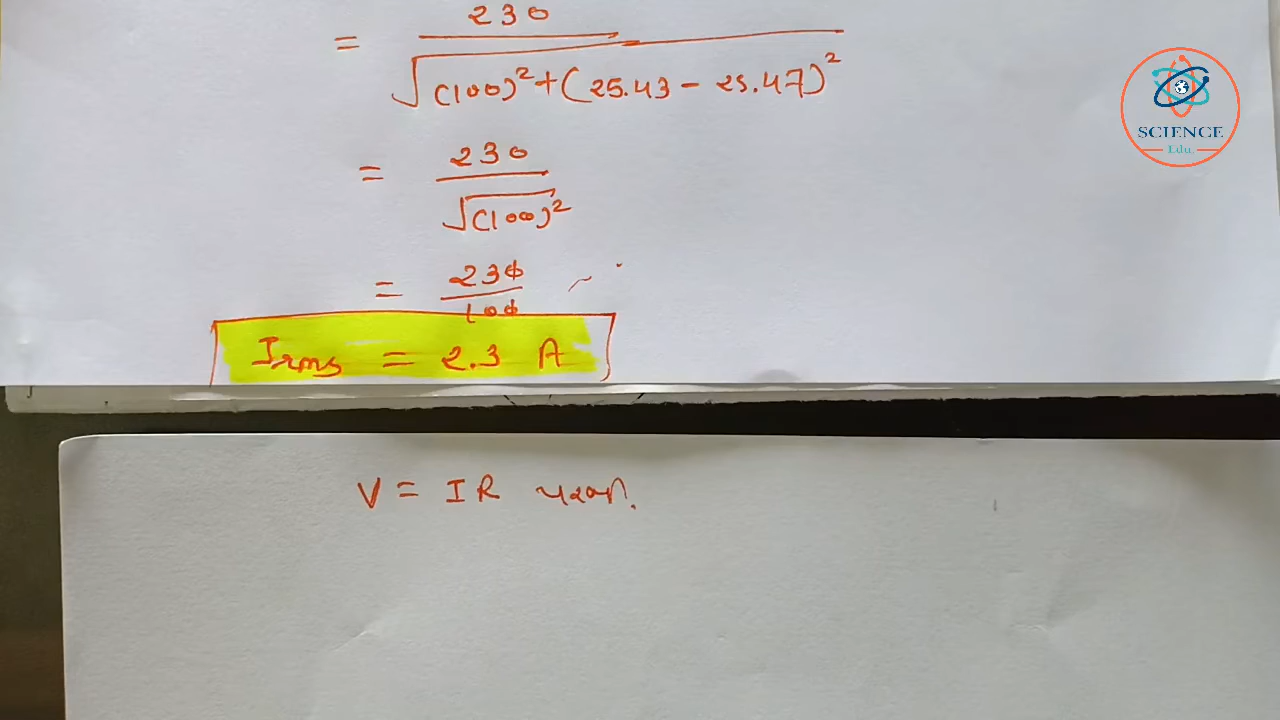 = 230 / √(100)² + (25.43 - 25.47)²
= 230 / √(100)²
= 230 / 100
Irms = 2.3 A
V = IR
SCIENCE
Edu.